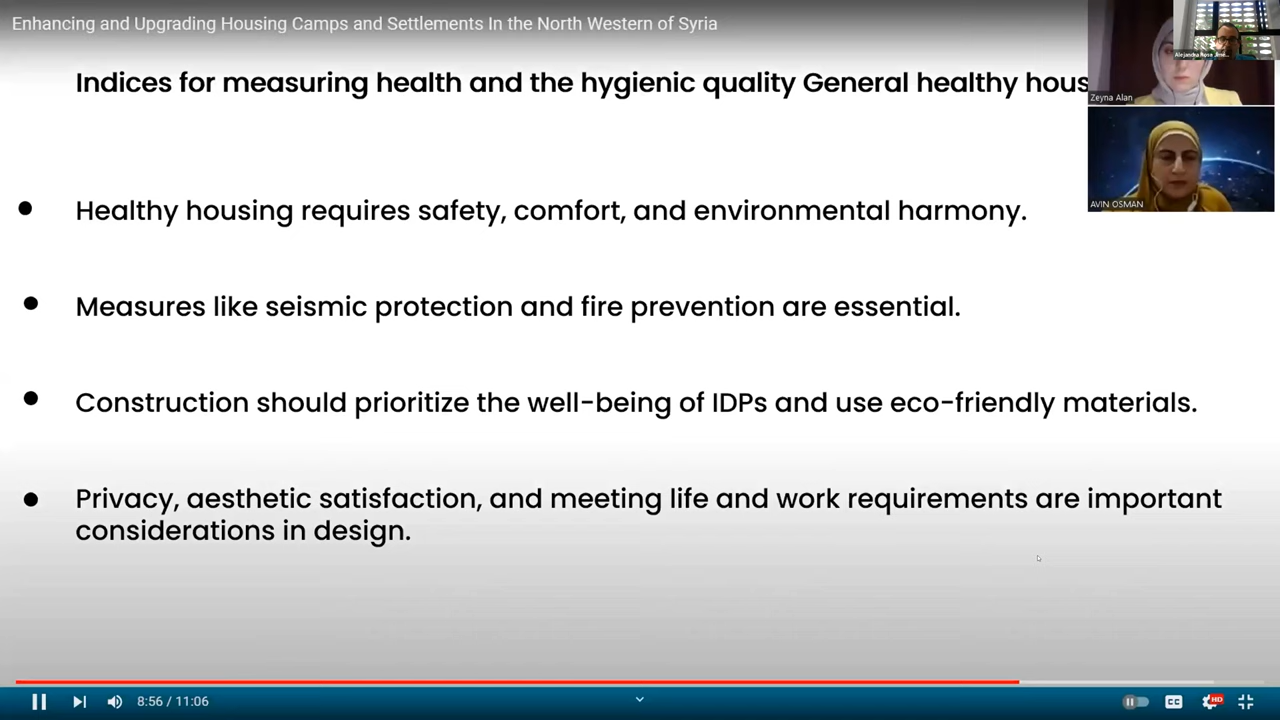 Enhancing and Upgrading Housing Camps and Settlements In the North Western of Syria
Indices for measuring health and the hygienic quality General healthy hous
Zeyna Alan
AVIN OSMAN
Healthy housing requires safety, comfort, and environmental harmony.
Measures like seismic protection and fire prevention are essential.
Construction should prioritize the well-being of IDPs and use eco-friendly materials.
Privacy, aesthetic satisfaction, and meeting life and work requirements are important
considerations in design.
8:56 / 11:06
CC
HD